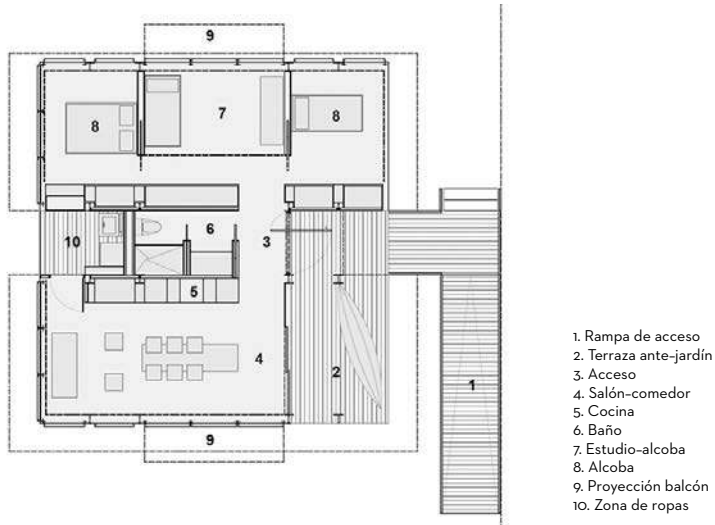 9
8
7
8
10
6
3
5
4
2
1
9
1. Rampa de acceso
2. Terraza ante-jardín
3. Acceso
4. Salón-comedor
5. Cocina
6. Baño
7. Estudio-alcoba
8. Alcoba
9. Proyección balcón
10. Zona de ropas